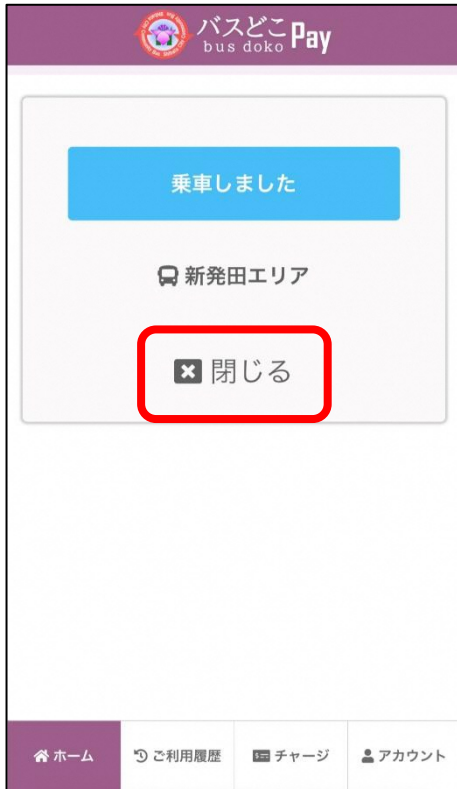 バスどこ Pay
bus doko
乗車しました
新発田エリア
閉じる
ホーム ご利用履歴 チャージ アカウント